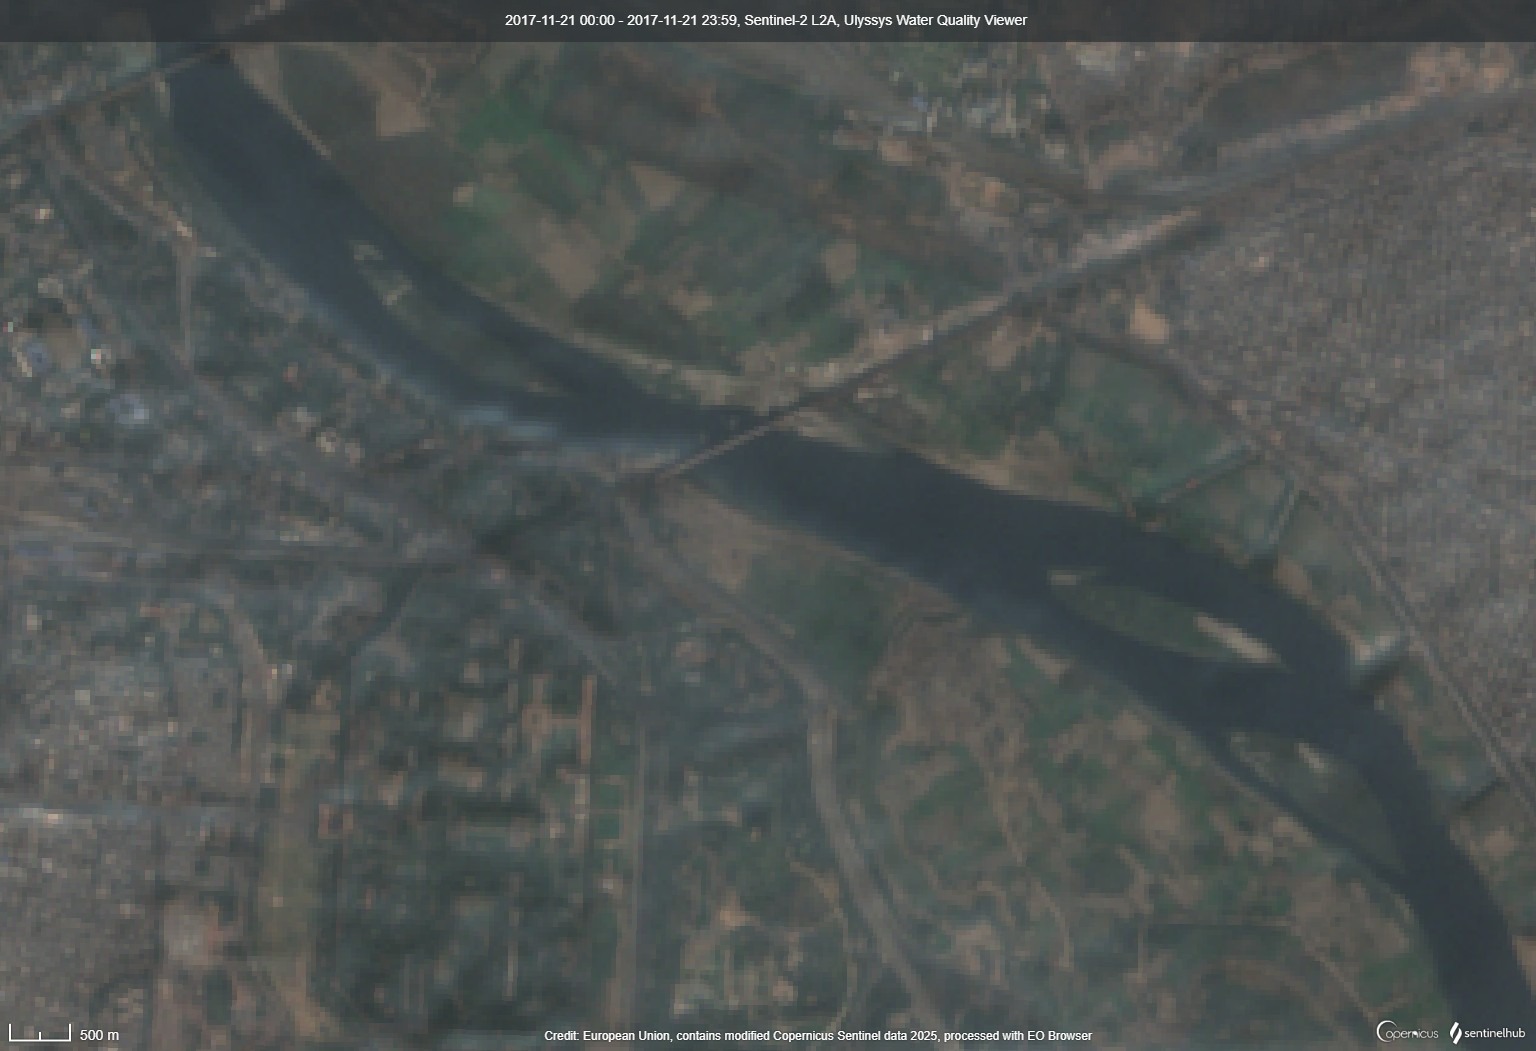 2017-11-21 00:00 - 2017-11-21 23:59, Sentinel-2 L2A, Ulyssys Water Quality Viewer
500 m
Credit: European Union, contains modified Copernicus Sentinel data 2025, processed with EO Browser
opernicus
sentinelhub